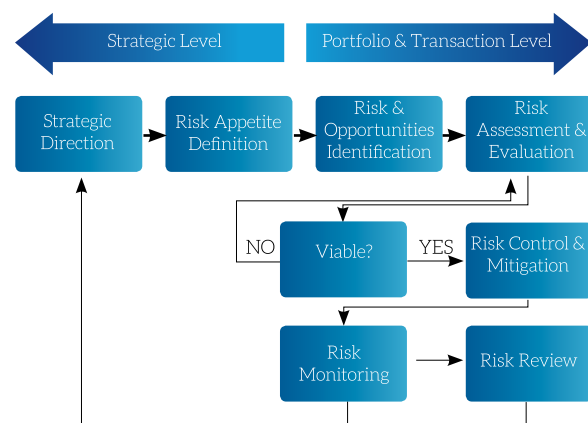 Strategic Level
Portfolio & Transaction Level
Strategic
Direction
Risk Appetite
Definition
Risk &
Opportunities
Identification
Risk
Assessment &
Evaluation
NO
Viable?
YES
Risk Control &
Mitigation
Risk
Monitoring
Risk Review